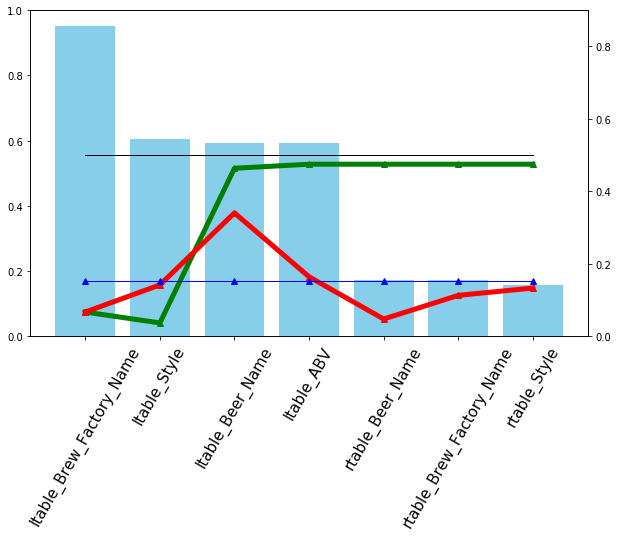 1.0
0.8
0.6
0.4
0.2
0.0
0.8
0.6
0.4
0.2
0.0
ltable_Brew_Factory_Name
ltable_Style
ltable_Beer_Name
ltable_ABV
rtable_Beer_Name
rtable_Brew_Factory_Name
rtable_Style